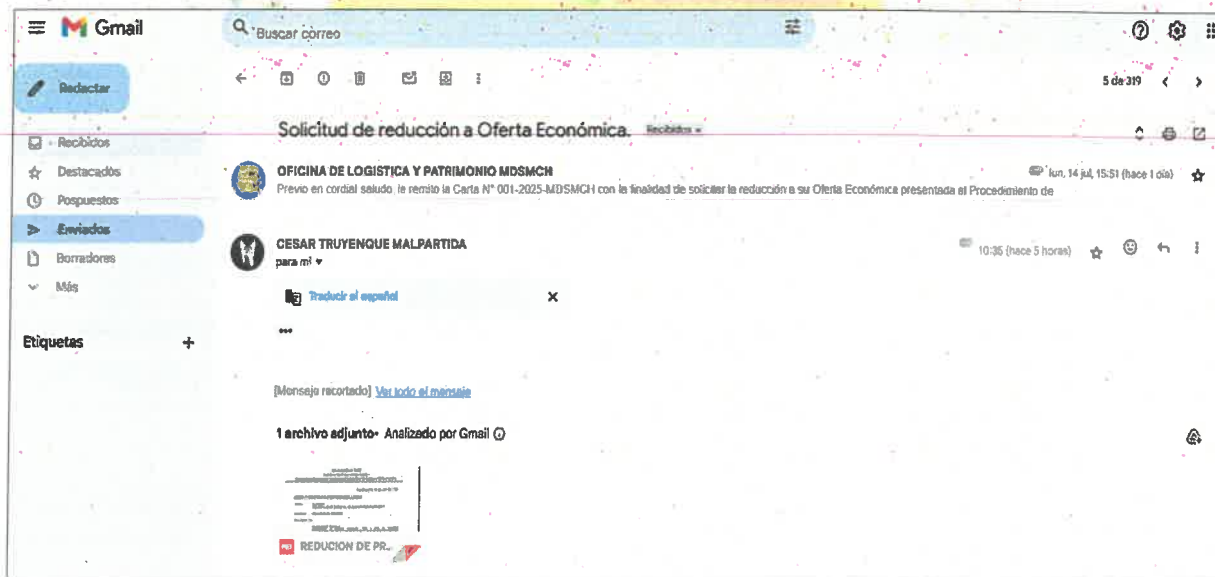 Gmail
Buscar correo
Redactar
5 de 319
Recibidos
Destacados
Pospuestos
Enviados
Borradores
Más
Etiquetas
Solicitud de reducción a Oferta Económica. Recibidos
OFICINA DE LOGISTICA Y PATRIMONIO MDSMCH
lun, 14 jul, 15:51 (hace 1 día)
Previo en cordial saludo, le remito la Carta N° 001-2025-MDSMCH con la finalidad de solicitar la reducción a su Oferta Económica presentada al Procedimiento de
CESAR TRUYENQUE MALPARTIDA
10:35 (hace 5 horas)
para mí
Traducir al español
[Mensaje recortado] Ver todo el mensaje
1 archivo adjunto • Analizado por Gmail
REDUCION DE PR...